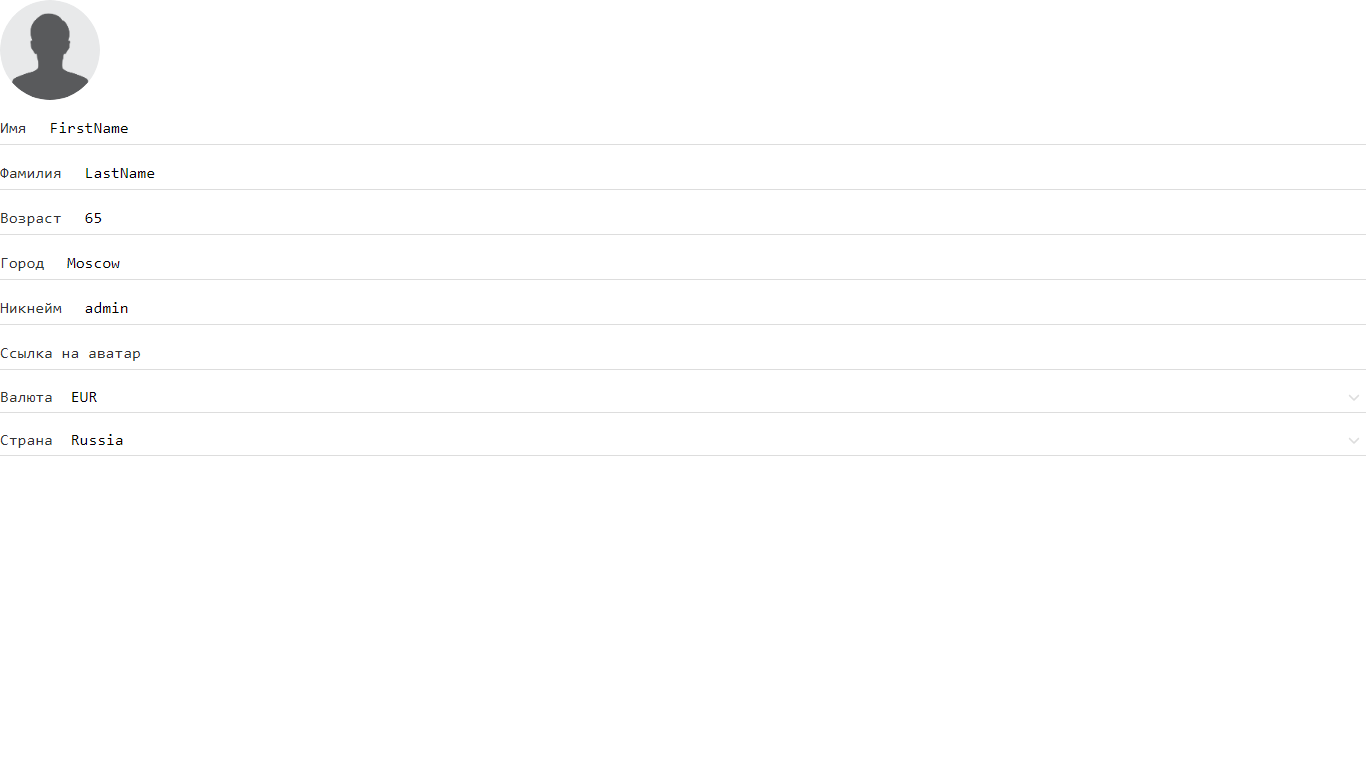 Имя FirstName
Фамилия LastName
Возраст 65
Город Moscow
Никнейм admin
Ссылка на аватар
Валюта EUR
Страна Russia